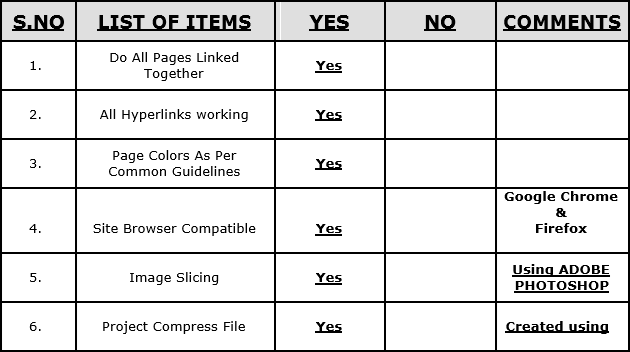 S.NO LIST OF ITEMS YES NO COMMENTS
1. Do All Pages Linked Together Yes
2. All Hyperlinks working Yes
3. Page Colors As Per Common Guidelines Yes
4. Site Browser Compatible Yes Google Chrome & Firefox
5. Image Slicing Yes Using ADOBE PHOTOSHOP
6. Project Compress File Yes Created using